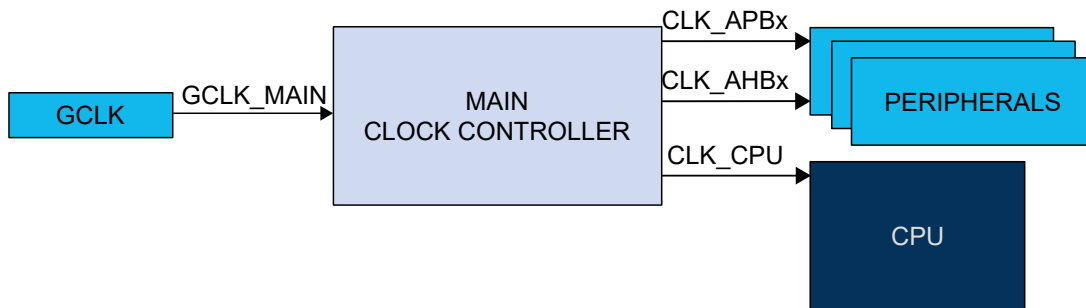 GCLK
GCLK_MAIN
MAIN
CLOCK CONTROLLER
CLK_APBx
CLK_AHBx
PERIPHERALS
CLK_CPU
CPU